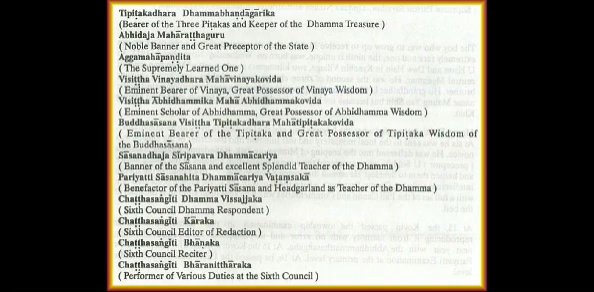 Tipiṭakadhara Dhammabhaṇḍāgārika
(Bearer of the Three Piṭakas and Keeper of the Dhamma Treasure )
Abhidaja Mahāraṭṭhaguru
( Noble Banner and Great Preceptor of the State )
Aggamahāpaṇḍita
( The Supremely Learned One )
Visiṭṭha Vinayadhara Mahāvinayakovida
( Eminent Bearer of Vinaya, Great Possessor of Vinaya Wisdom )
Visiṭṭha Abhidhammika Mahā Abhidhammakovida
( Eminent Scholar of Abhidhamma, Great Possessor of Abhidhamma Wisdom )
Buddhasāsana Visiṭṭha Tipiṭakadhara Mahātipiṭakakovida
( Eminent Bearer of the Tipiṭaka and Great Possessor of Tipiṭaka Wisdom of
the Buddhasāsana)
Sāsanadhaja Sīripavara Dhammācariya
( Banner of the Sāsana and excellent Splendid Teacher of the Dhamma )
Pariyatti Sāsanahita Dhammācariya Vaṭaṃsakā
( Benefactor of the Pariyatti Sāsana and Headgarland as Teacher of the Dhamma )
Chaṭṭhasaṅgīti Dhamma Vissajjaka
( Sixth Council Dhamma Respondent )
Chaṭṭhasaṅgīti Kāraka
( Sixth Council Editor of Redaction )
Chaṭṭhasaṅgīti Bhāṇaka
( Sixth Council Reciter )
Chaṭṭhasaṅgīti Bhāranittḥāraka
( Performer of Various Duties at the Sixth Council )